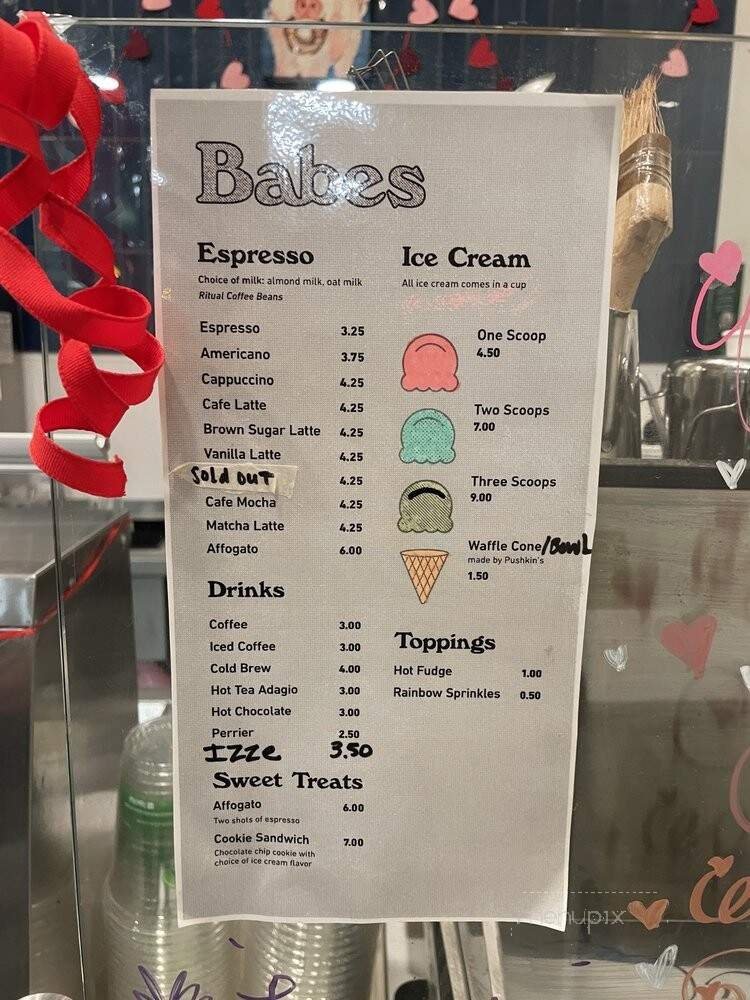 Babes
Espresso
Choice of milk: almond milk, oat milk
Ritual Coffee Beans
Espresso 3.25
Americano 3.75
Cappuccino 4.25
Cafe Latte 4.25
Brown Sugar Latte 4.25
Vanilla Latte 4.25
Sold OUT 4.25
Cafe Mocha 4.25
Matcha Latte 4.25
Affogato 6.00
Drinks
Coffee 3.00
Iced Coffee 3.00
Cold Brew 4.00
Hot Tea Adagio 3.00
Hot Chocolate 3.00
Perrier 2.50
IZZE 3.50
Sweet Treats
Affogato 6.00
Two shots of espresso
Cookie Sandwich 7.00
Chocolate chip cookie with
choice of ice cream flavor
Ice Cream
All ice cream comes in a cup
One Scoop
4.50
Two Scoops
7.00
Three Scoops
9.00
Waffle Cone/Bowl
made by Pushkin's
1.50
Toppings
Hot Fudge 1.00
Rainbow Sprinkles 0.50
menupix